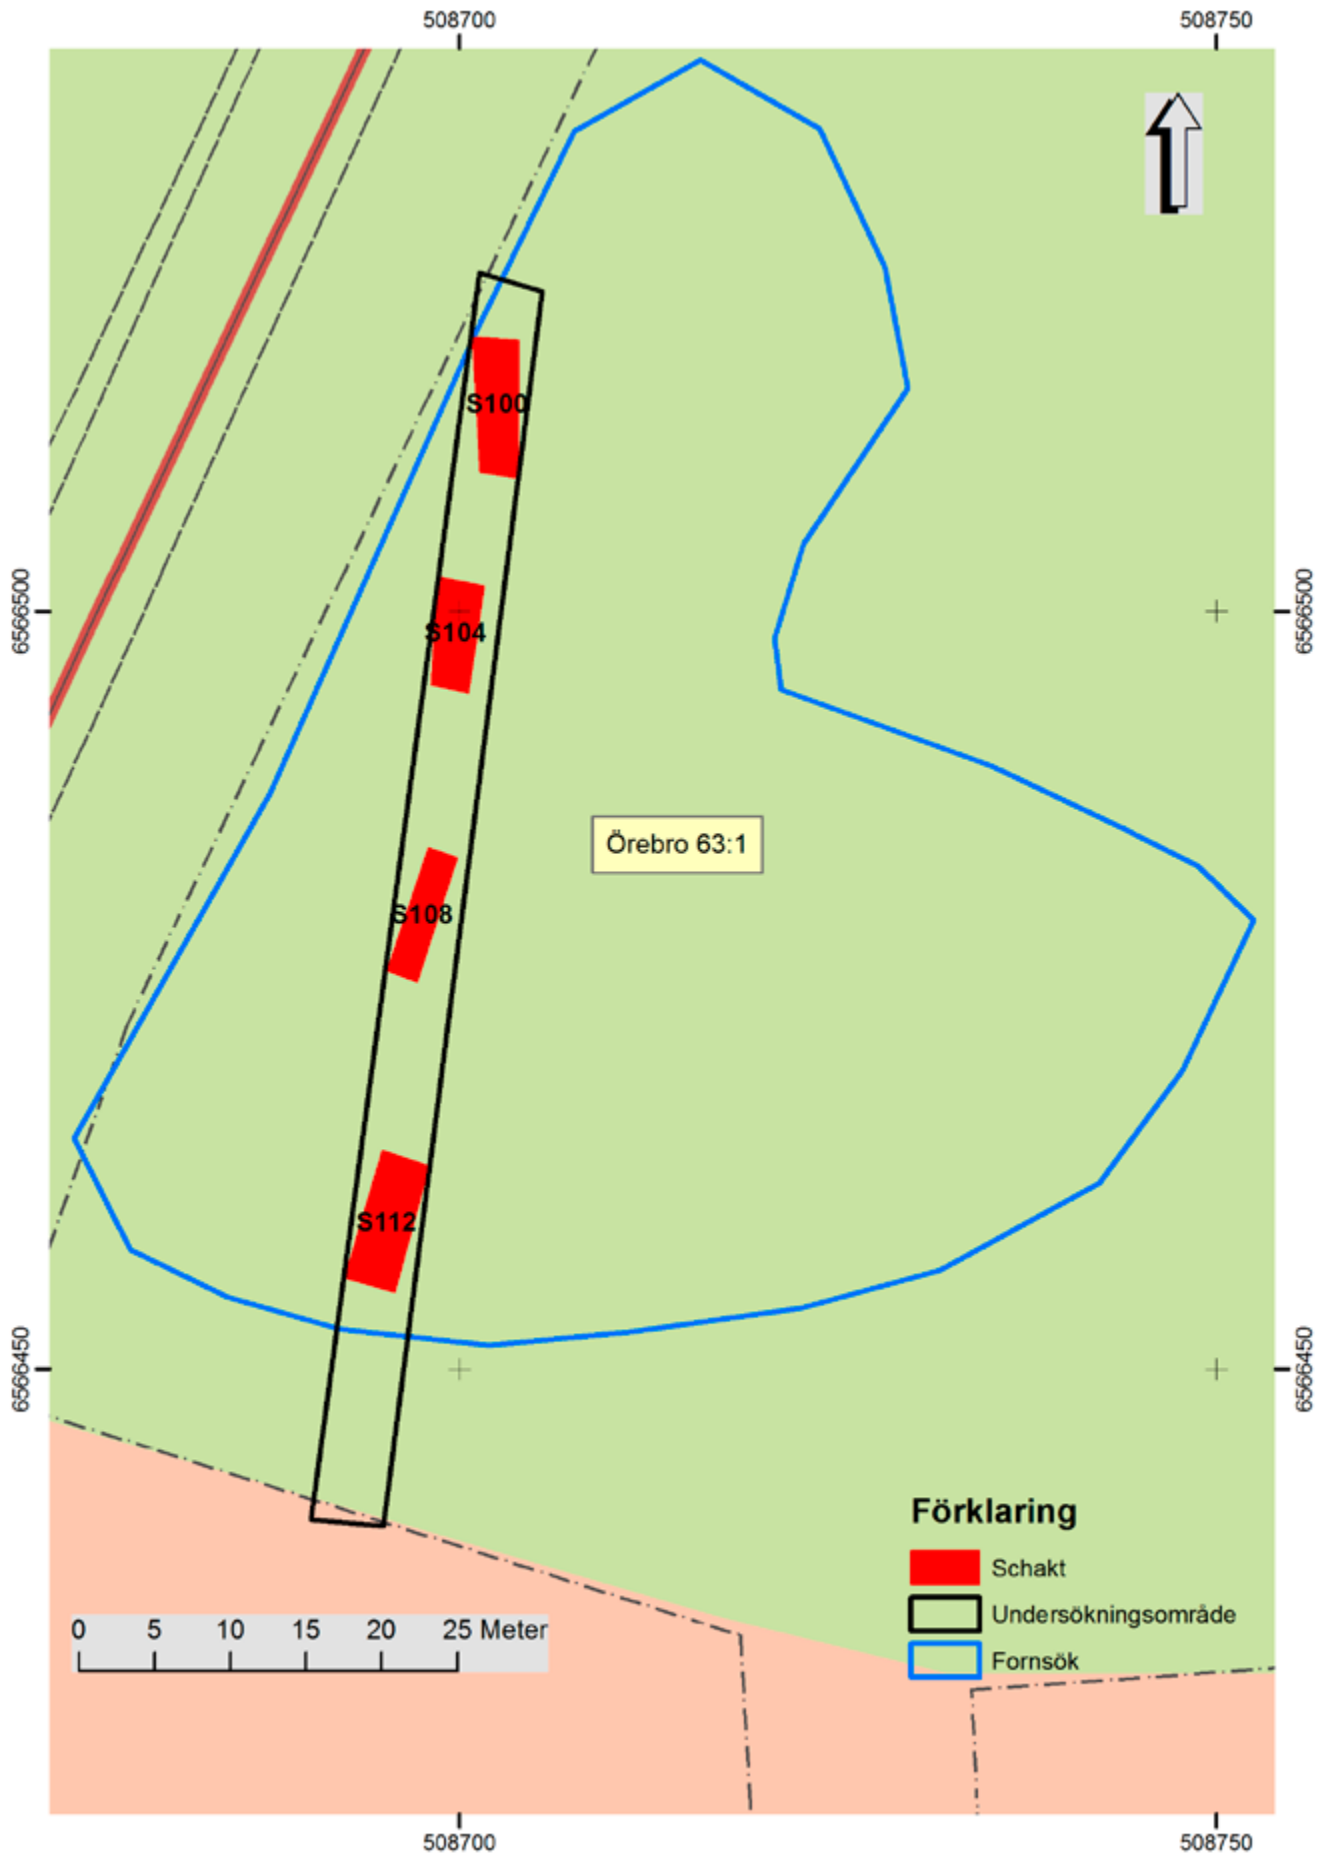 508700 508750
S100
6566500 6566500
S104
Örebro 63:1
S108
S112
6566450 6566450
Förklaring
Schakt
Undersökningsområde
Fornsök
0 5 10 15 20 25 Meter
508700 508750